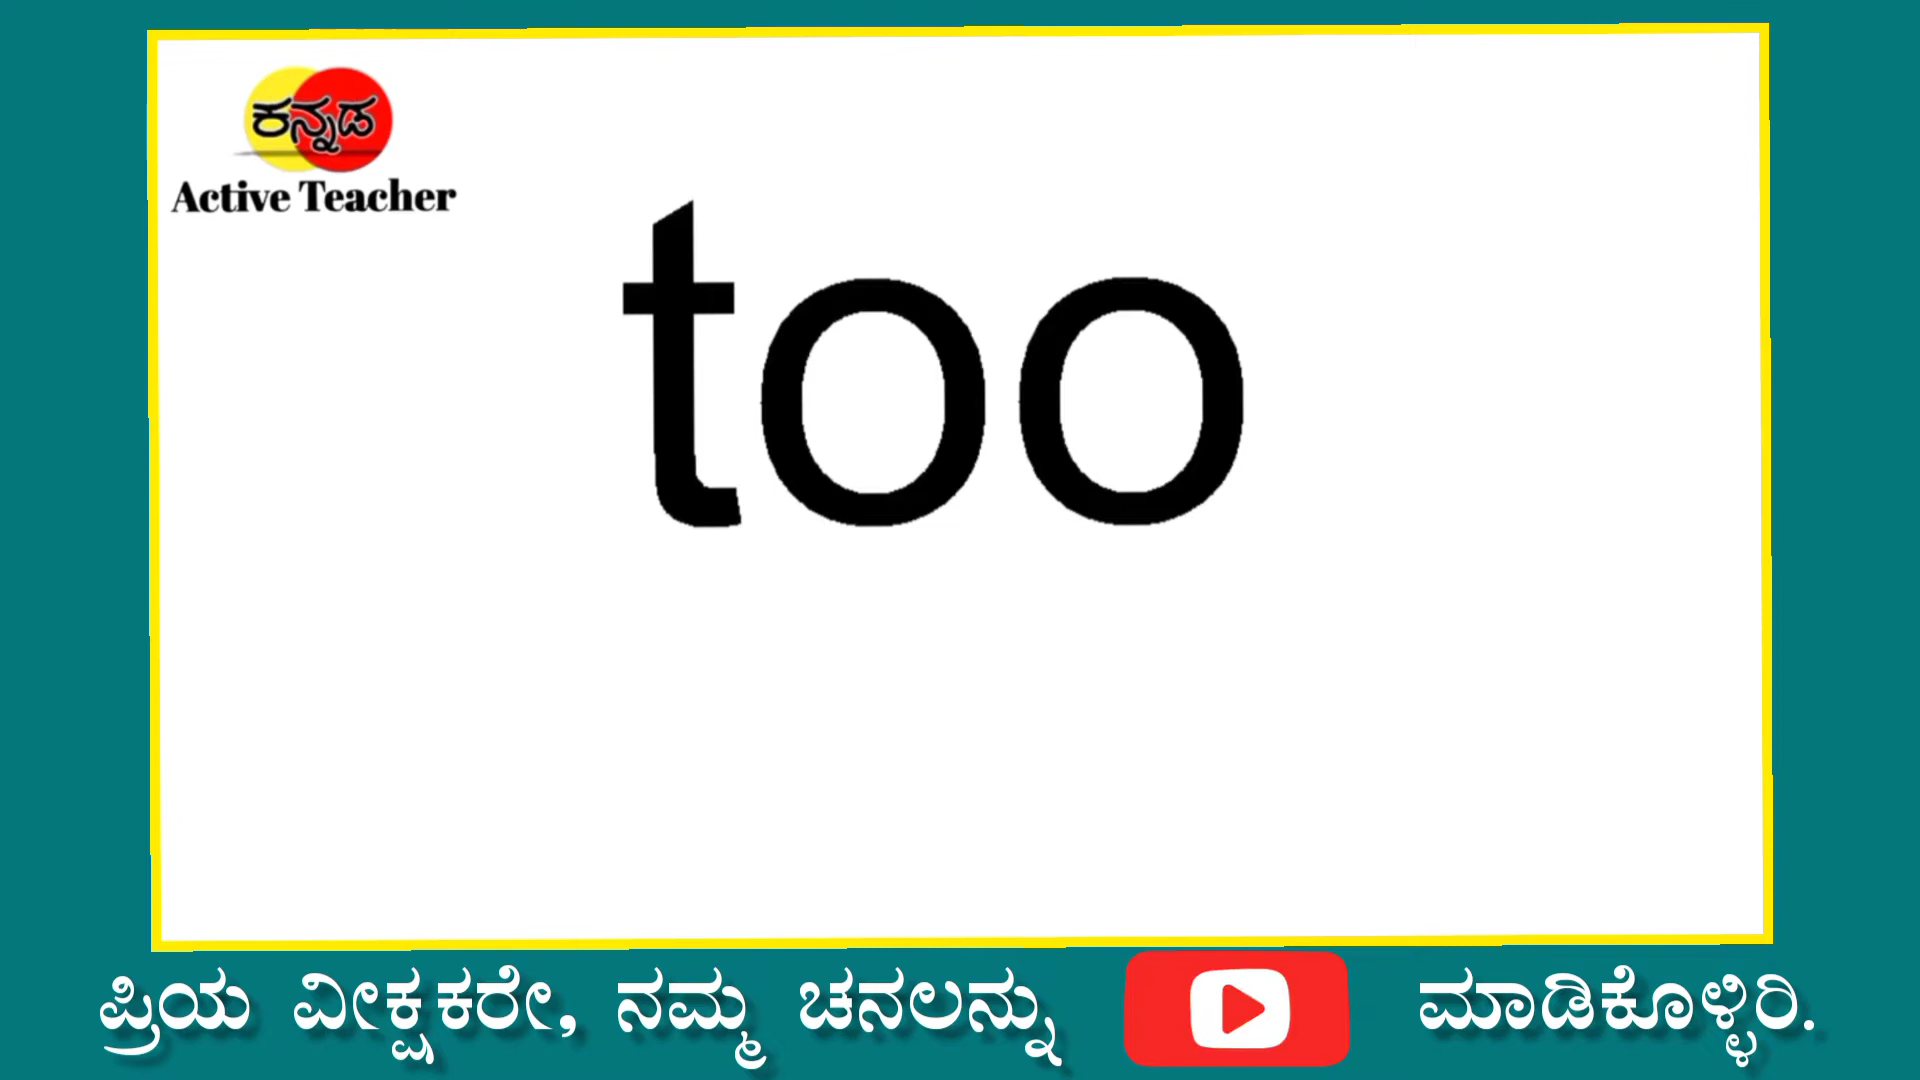 ಕನ್ನಡ
Active Teacher
too
ಪ್ರಿಯ ವೀಕ್ಷಕರೇ, ನಮ್ಮ ಚನಲನ್ನು ಮಾಡಿಕೊಳ್ಳಿರಿ.